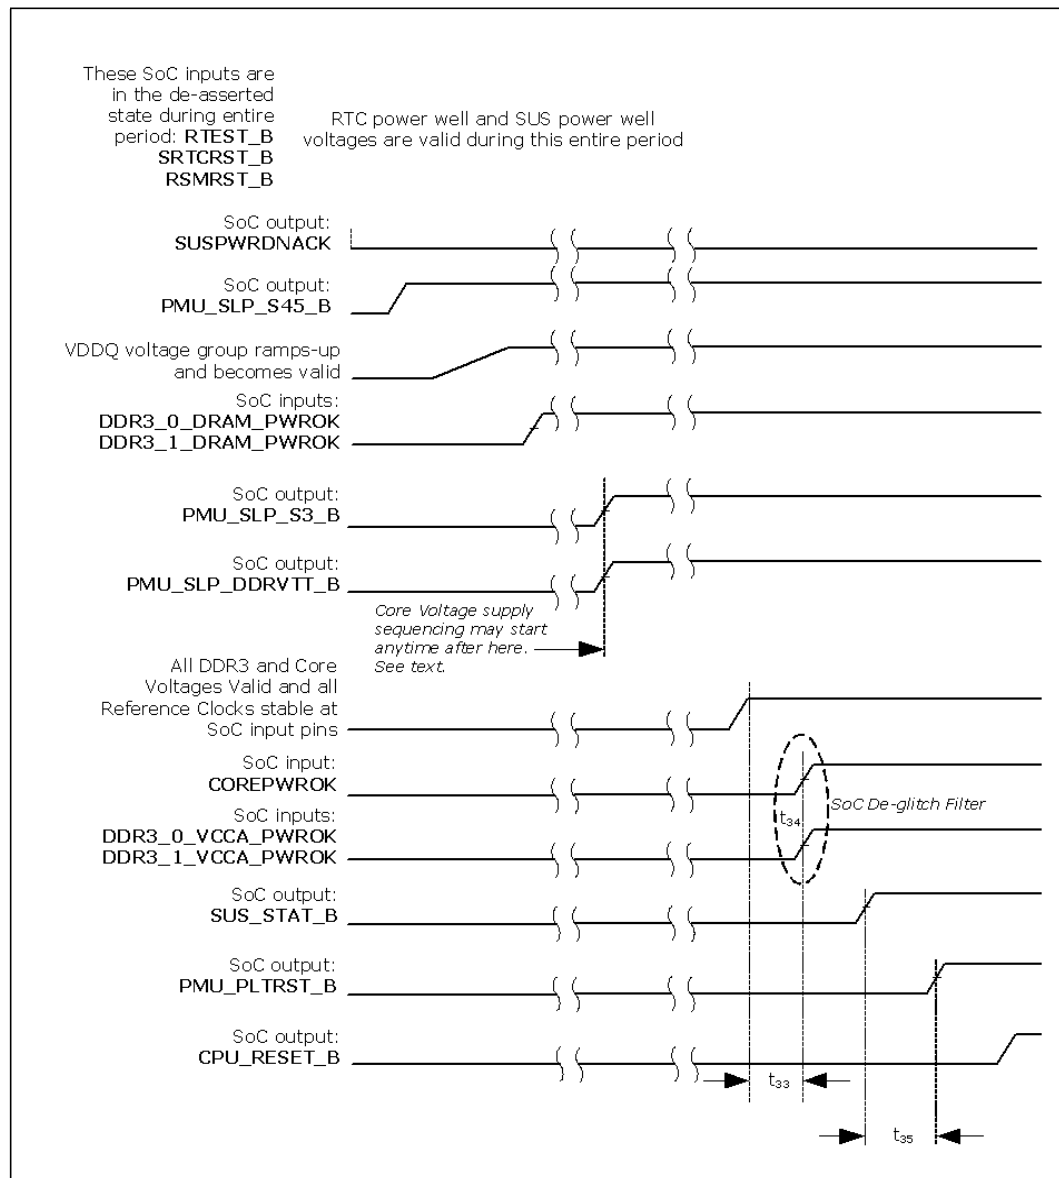 These SoC inputs are
in the de-asserted
state during entire
period: RTEST_B
SRTCRST_B
RSMRST_B
RTC power well and SUS power well
voltages are valid during this entire period
SoC output:
SUSPWRDNACK
SoC output:
PMU_SLP_S45_B
VDDQ voltage group ramps-up
and becomes valid
SoC inputs:
DDR3_0_DRAM_PWROK
DDR3_1_DRAM_PWROK
SoC output:
PMU_SLP_S3_B
SoC output:
PMU_SLP_DDRVTT_B
Core Voltage supply
sequencing may start
anytime after here.
See text.
All DDR3 and Core
Voltages Valid and all
Reference Clocks stable at
SoC input pins
SoC input:
COREPWROK
SoC De-glitch Filter
t34
SoC inputs:
DDR3_0_VCCA_PWROK
DDR3_1_VCCA_PWROK
SoC output:
SUS_STAT_B
SoC output:
PMU_PLTRST_B
SoC output:
CPU_RESET_B
t33
t35